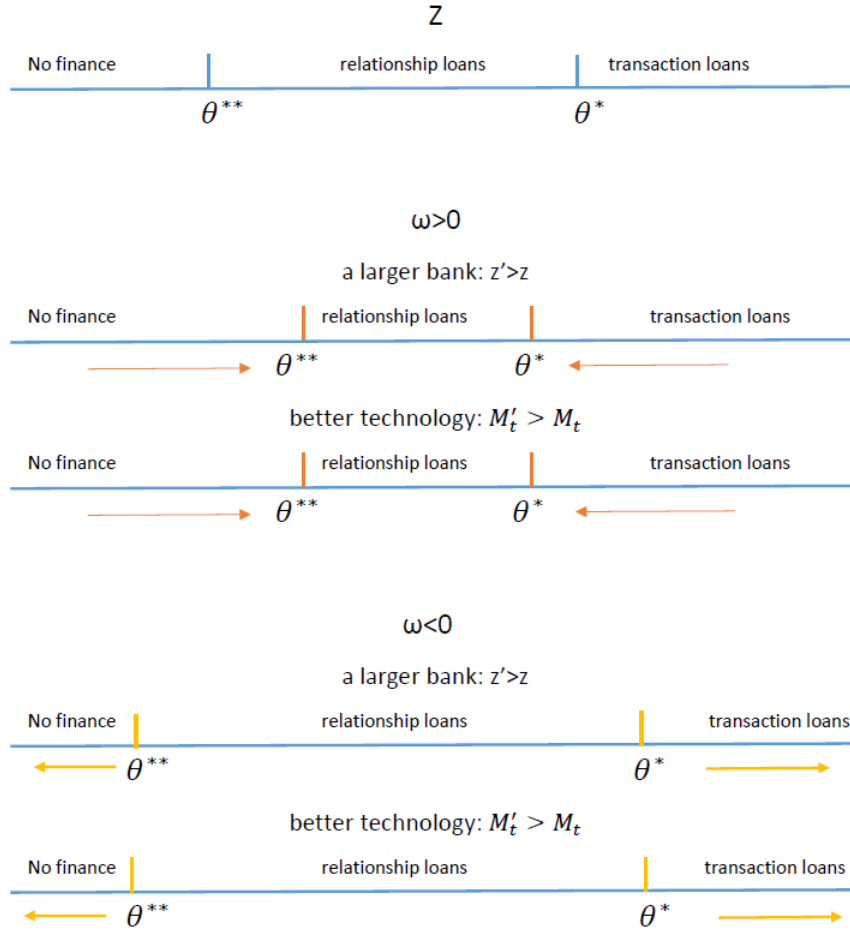 Z
No finance relationship loans transaction loans
θ** θ*
ω>0
a larger bank: z'>z
No finance relationship loans transaction loans
θ** θ*
better technology: M′ₜ > Mₜ
No finance relationship loans transaction loans
θ** θ*
ω<0
a larger bank: z'>z
No finance relationship loans transaction loans
θ** θ*
better technology: M′ₜ > Mₜ
No finance relationship loans transaction loans
θ** θ*